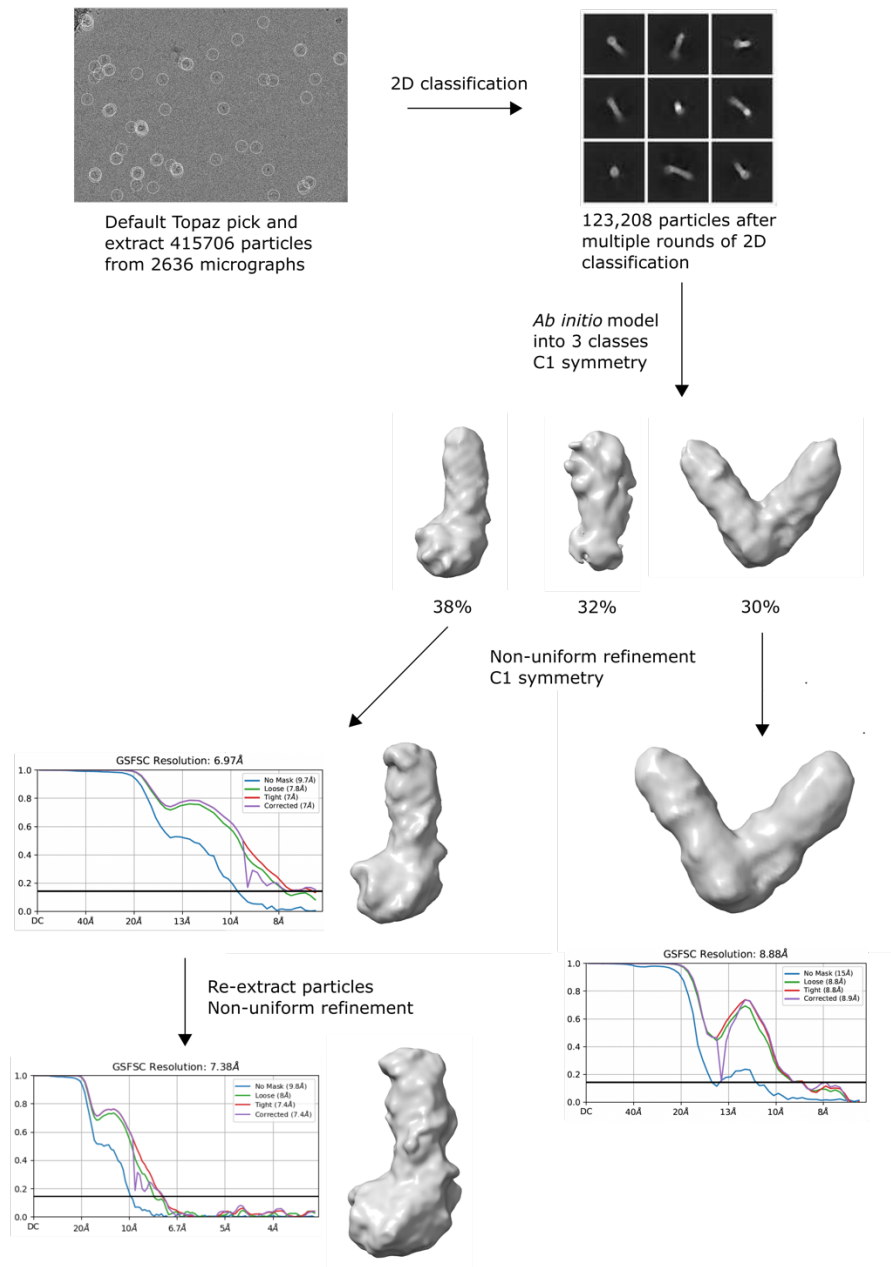 2D classification
Default Topaz pick and
extract 415706 particles
from 2636 micrographs
123,208 particles after
multiple rounds of 2D
classification
Ab initio model
into 3 classes
C1 symmetry
38%
32%
30%
Non-uniform refinement
C1 symmetry
GSFSC Resolution: 6.97Å
No Mask (9.7Å)
Loose (7.8Å)
Tight (7Å)
Corrected (7Å)
1.0
0.8
0.6
0.4
0.2
0.0
DC 40Å 20Å 13Å 10Å 8Å
GSFSC Resolution: 8.88Å
No Mask (15Å)
Loose (8.8Å)
Tight (8.8Å)
Corrected (8.9Å)
1.0
0.8
0.6
0.4
0.2
0.0
DC 40Å 20Å 13Å 10Å 8Å
Re-extract particles
Non-uniform refinement
GSFSC Resolution: 7.38Å
No Mask (9.8Å)
Loose (8Å)
Tight (7.4Å)
Corrected (7.4Å)
1.0
0.8
0.6
0.4
0.2
0.0
DC 20Å 10Å 6.7Å 5Å 4Å